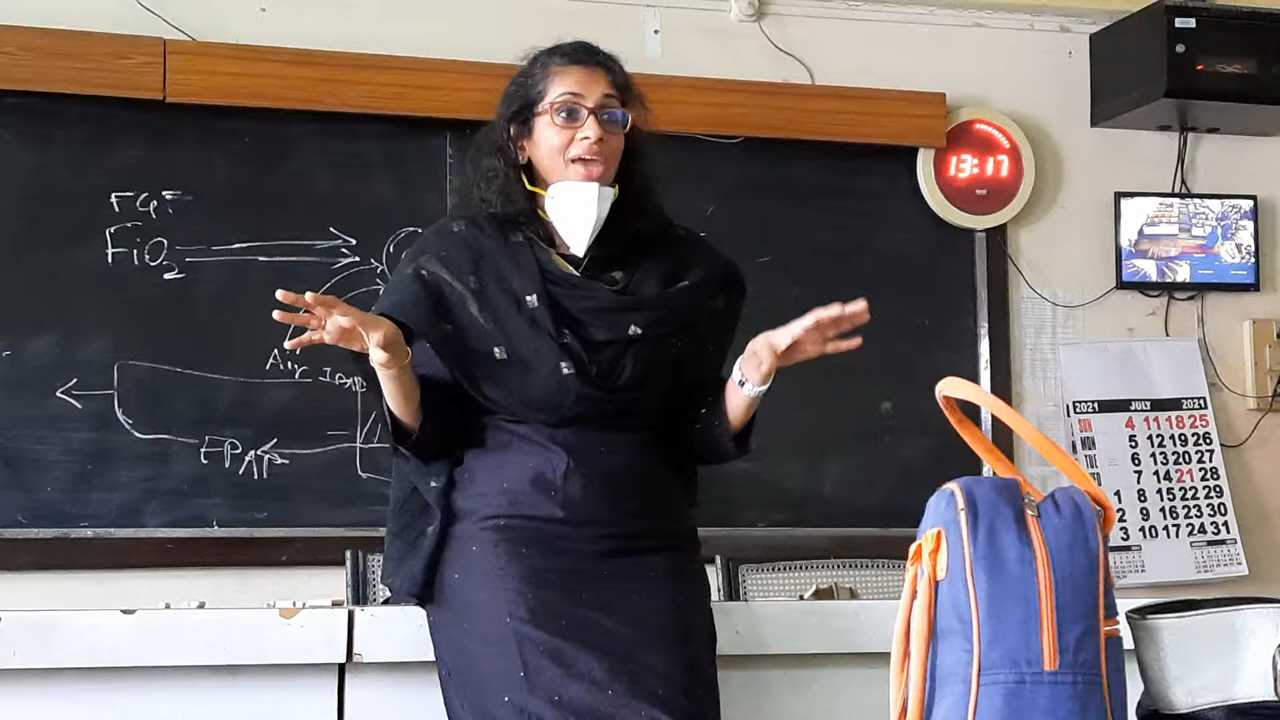 FGF
FiO₂
Air
EPAP
13:17
2021 JULY 2021
SUN 4 11 18 25
MON 5 12 19 26
TUE 6 13 20 27
7 14 21 28
1 8 15 22 29
2 9 16 23 30
3 10 17 24 31